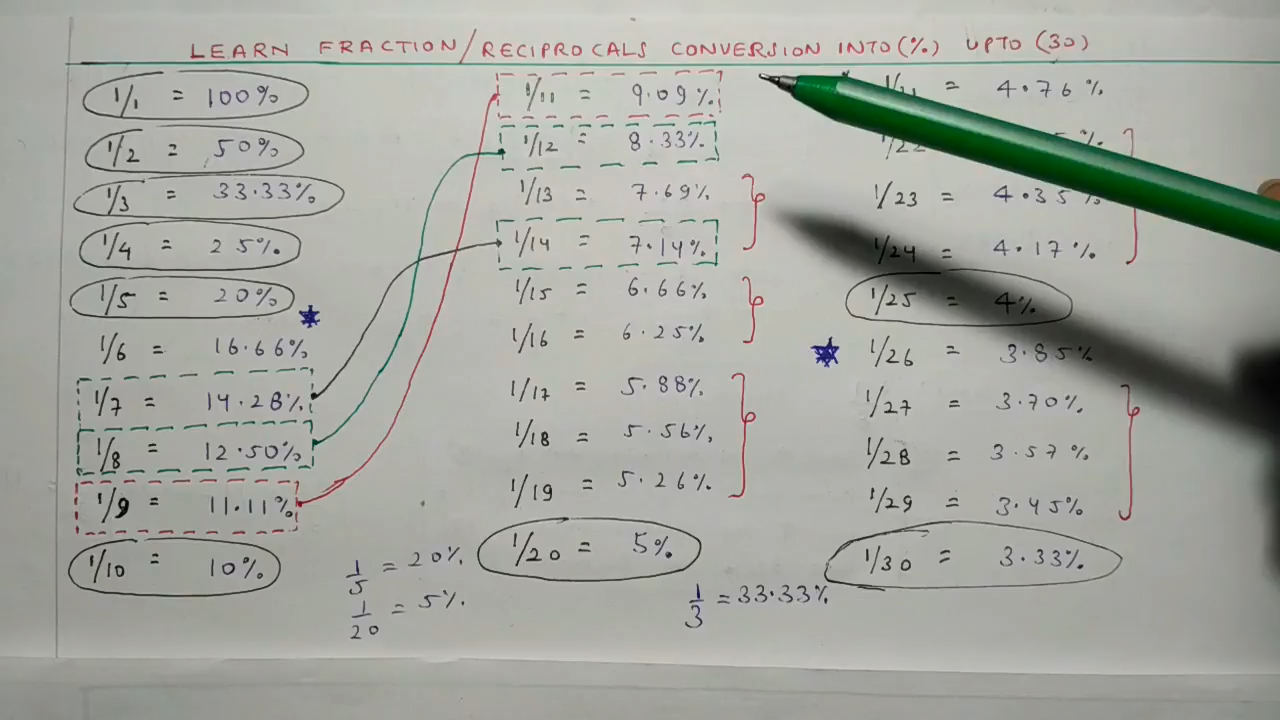 LEARN FRACTION/RECIPROCALS CONVERSION INTO (%) UPTO (30)
1/1 = 100%
1/2 = 50%
1/3 = 33.33%
1/4 = 25%
1/5 = 20%
1/6 = 16.66%
1/7 = 14.28%
1/8 = 12.50%
1/9 = 11.11%
1/10 = 10%
1/5 = 20%
1/20 = 5%
1/11 = 9.09%
1/12 = 8.33%
1/13 = 7.69%
1/14 = 7.14%
1/15 = 6.66%
1/16 = 6.25%
1/17 = 5.88%
1/18 = 5.56%
1/19 = 5.26%
1/20 = 5%
1/3 = 33.33%
1/21 = 4.76%
1/22
1/23 = 4.35%
1/24 = 4.17%
1/25 = 4%
1/26 = 3.85%
1/27 = 3.70%
1/28 = 3.57%
1/29 = 3.45%
1/30 = 3.33%